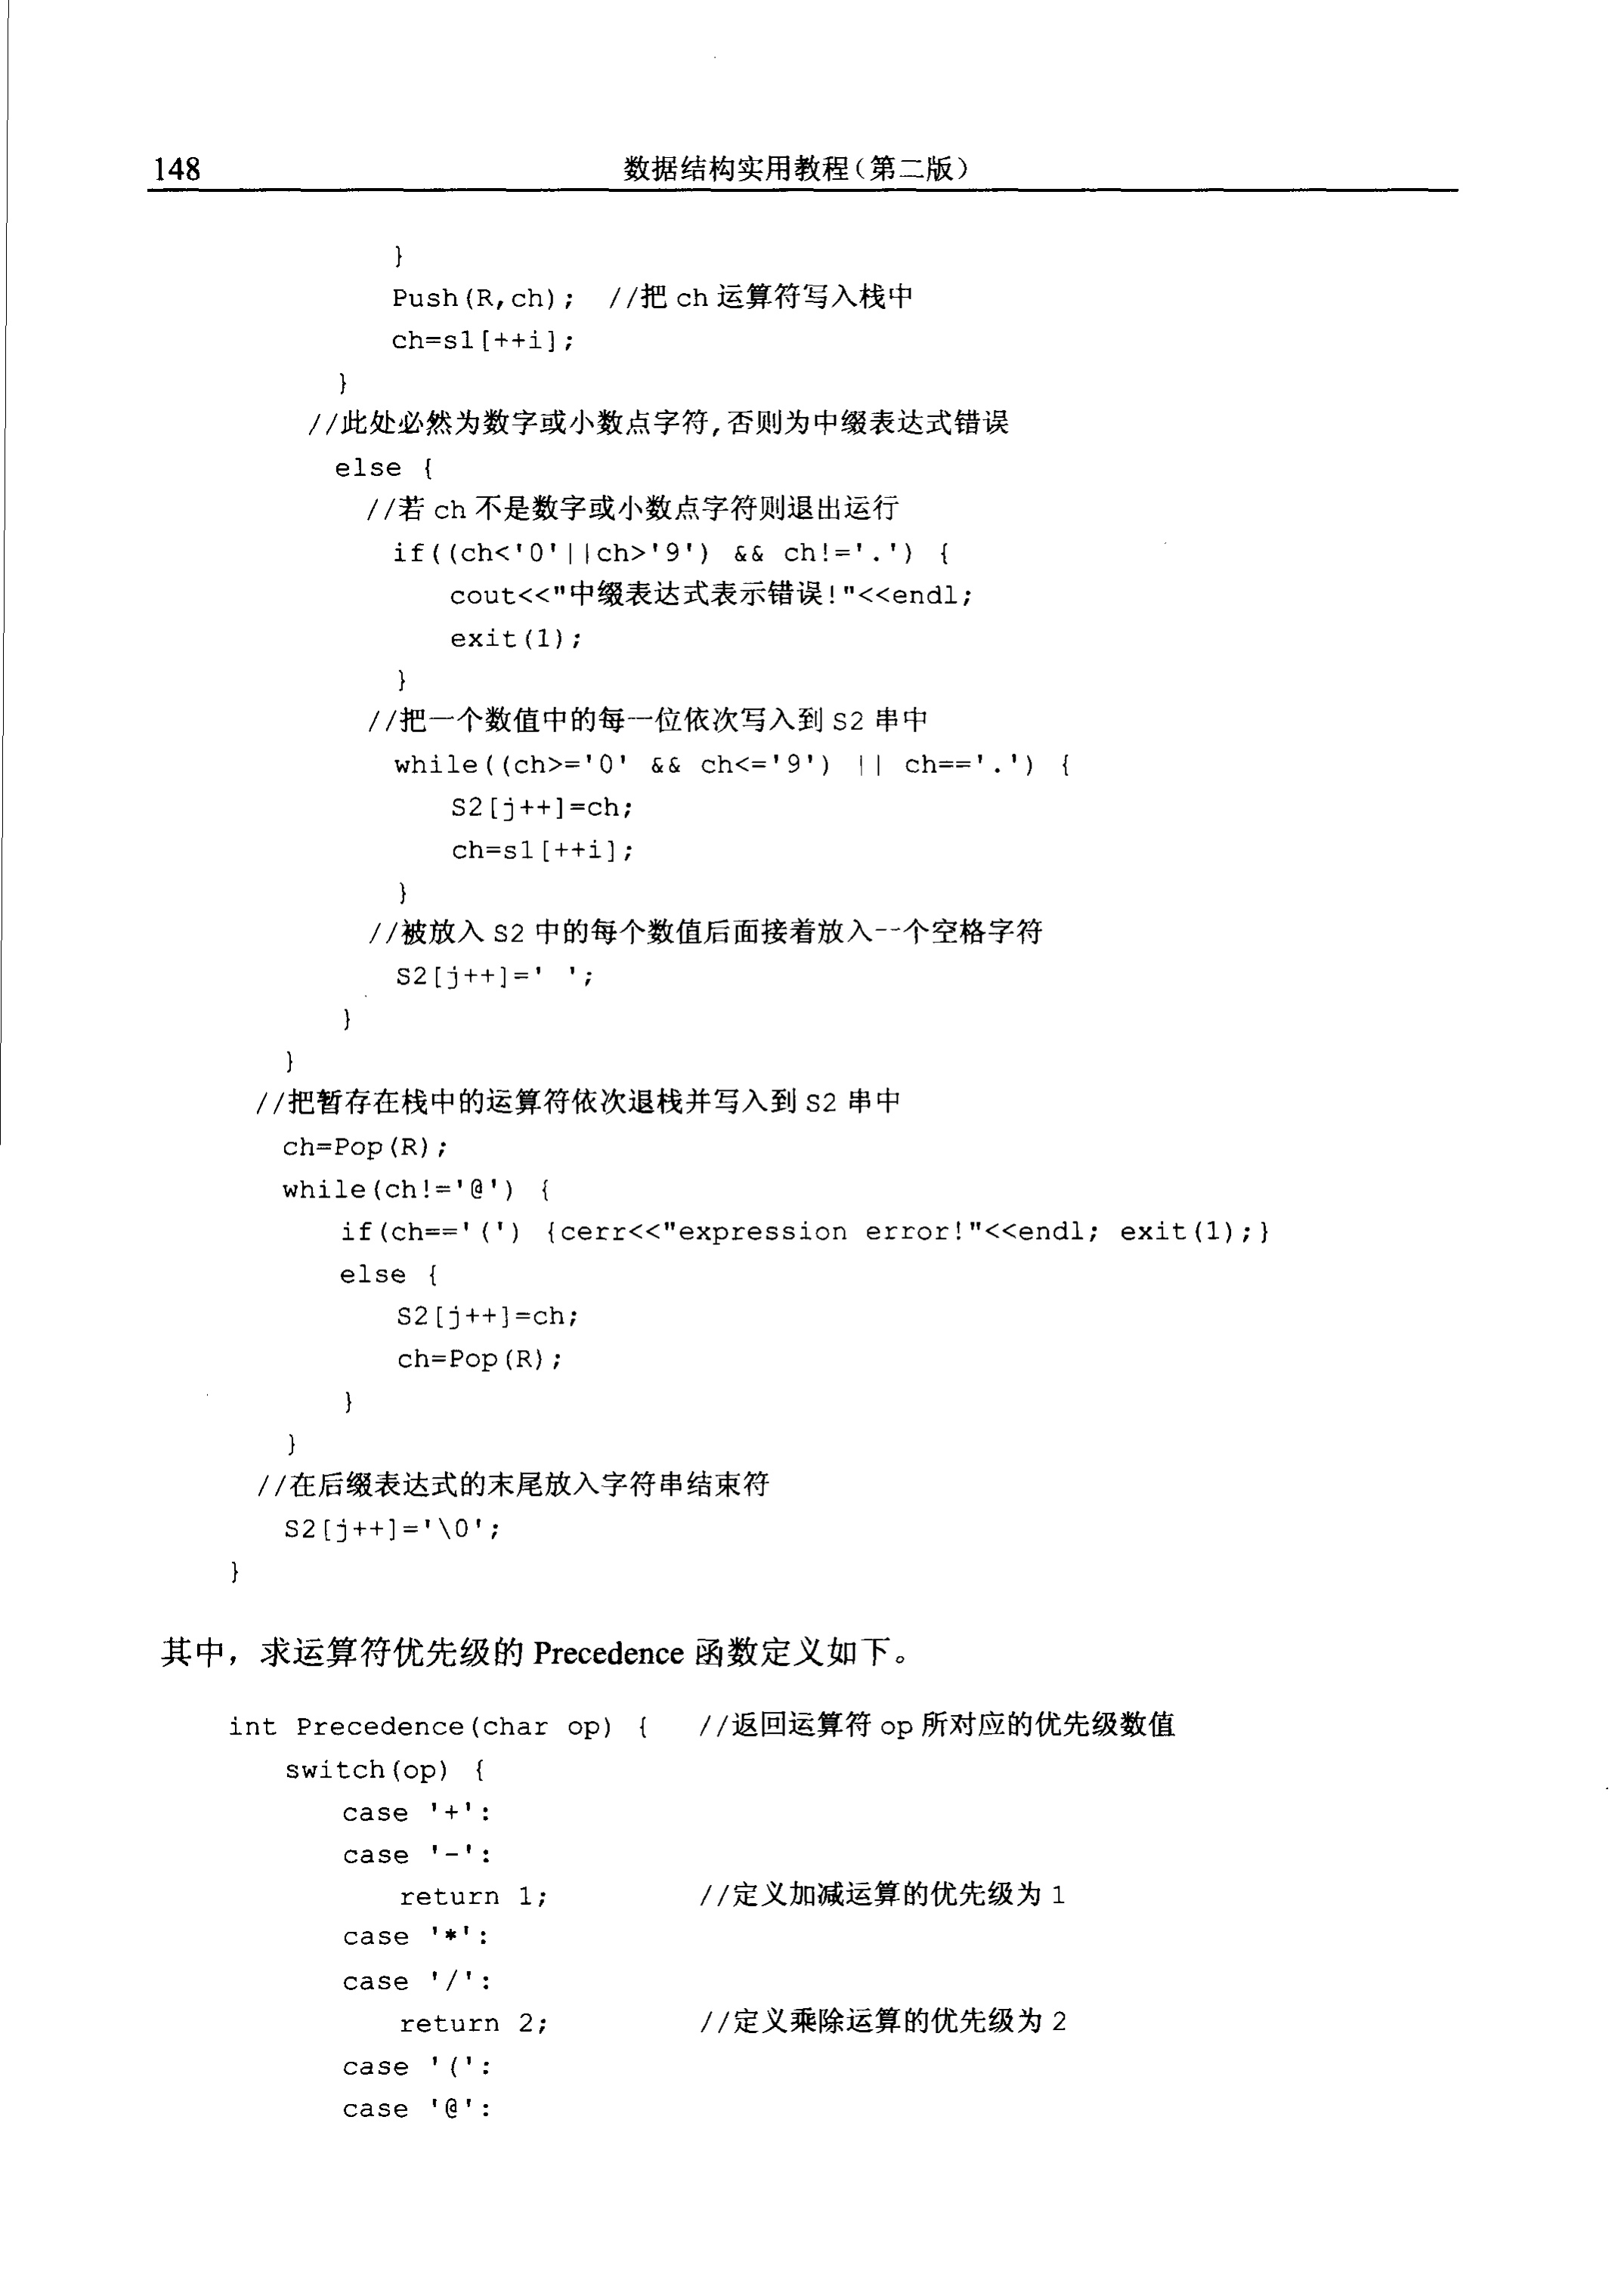 148
数据结构实用教程(第二版)
}
Push(R,ch); //把 ch 运算符写入栈中
ch=s1[++i];
}
//此处必然为数字或小数点字符,否则为中缀表达式错误
else {
//若 ch 不是数字或小数点字符则退出运行
if((ch<'0'||ch>'9') && ch!='.') {
cout<<"中缀表达式表示错误!"<<endl;
exit(1);
}
//把一个数值中的每一位依次写入到 S2 串中
while((ch>='0' && ch<='9') || ch=='.') {
S2[j++]=ch;
ch=s1[++i];
}
//被放入 S2 中的每个数值后面接着放入一个空格字符
S2[j++]=' ';
}
}
//把暂存在栈中的运算符依次退栈并写入到 S2 串中
ch=Pop(R);
while(ch!='@') {
if(ch=='(') {cerr<<"expression error!"<<endl; exit(1);}
else {
S2[j++]=ch;
ch=Pop(R);
}
}
//在后缀表达式的末尾放入字符串结束符
S2[j++]='\0';
}
其中，求运算符优先级的 Precedence 函数定义如下。
int Precedence(char op) { //返回运算符 op 所对应的优先级数值
switch(op) {
case '+':
case '-':
return 1; //定义加减运算的优先级为 1
case '*':
case '/':
return 2; //定义乘除运算的优先级为 2
case '(':
case '@':